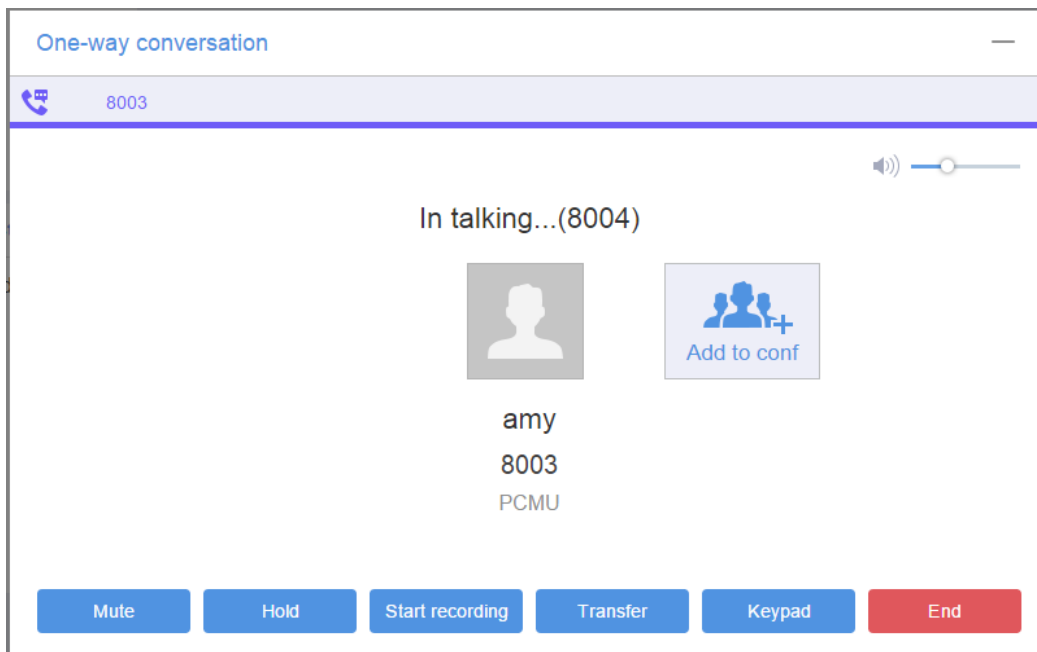 One-way conversation
8003
In talking...(8004)
Add to conf
amy
8003
PCMU
Mute Hold Start recording Transfer Keypad End